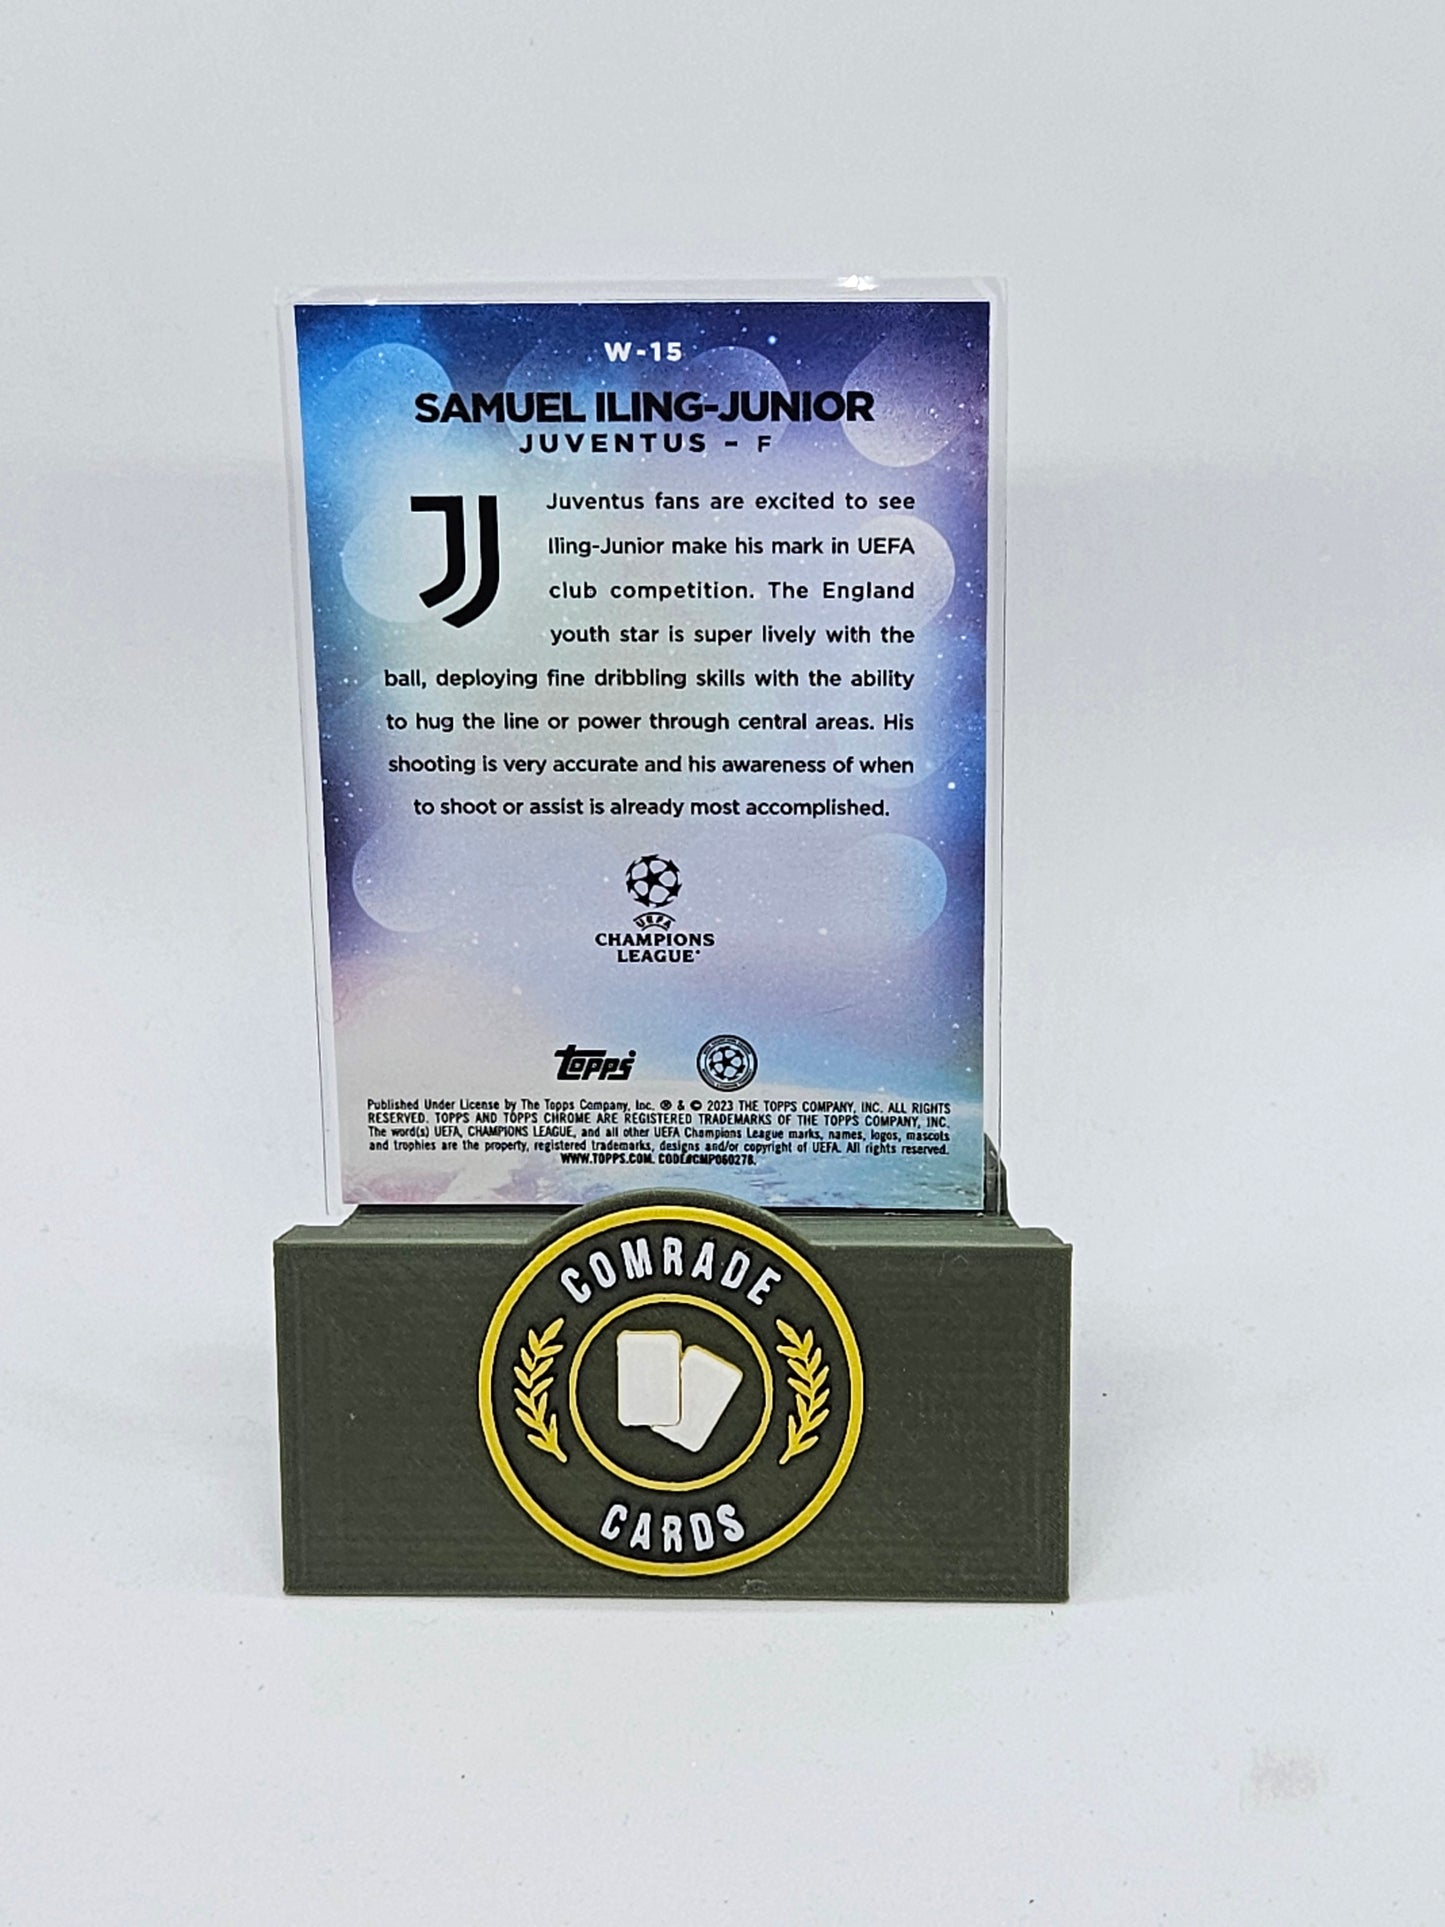 W-15
SAMUEL ILING-JUNIOR
JUVENTUS - F
Juventus fans are excited to see
Iling-Junior make his mark in UEFA
club competition. The England
youth star is super lively with the
ball, deploying fine dribbling skills with the ability
to hug the line or power through central areas. His
shooting is very accurate and his awareness of when
to shoot or assist is already most accomplished.
UEFA
CHAMPIONS
LEAGUE®
topps
Published Under License by The Topps Company, Inc. ® & © 2023 THE TOPPS COMPANY, INC. ALL RIGHTS
RESERVED. TOPPS AND TOPPS CHROME ARE REGISTERED TRADEMARKS OF THE TOPPS COMPANY, INC.
The word(s) UEFA, CHAMPIONS LEAGUE, and all other UEFA Champions League marks, names, logos, mascots
and trophies are the property, registered trademarks, designs and/or copyright of UEFA. All rights reserved.
WWW.TOPPS.COM. CODE#CMP060278.
COMRADE
CARDS